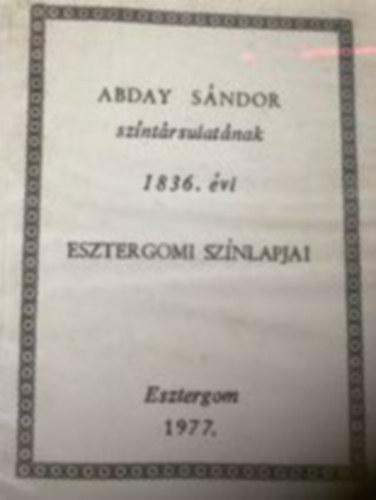 ABDAY SÁNDOR
színtársulatának
1836. évi
ESZTERGOMI SZÍNLAPJAI
Esztergom
1977.